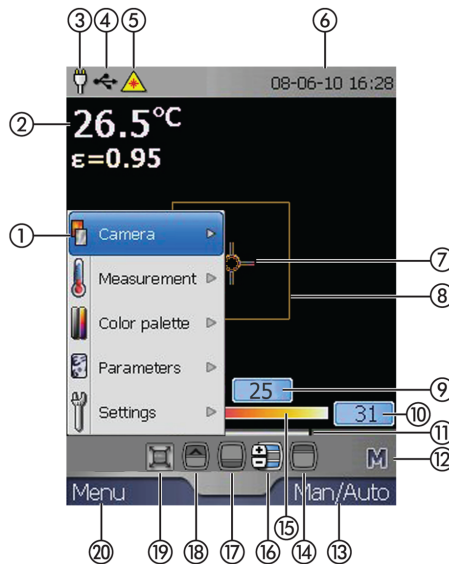 ③ ④ ⑤ ⑥
08-06-10 16:28
② 26.5°C
ε=0.95
① Camera
⑦
Measurement
⑧
Color palette
Parameters
25 ⑨
Settings
31 ⑩
⑪
M ⑫
Menu Man/Auto
⑳ ⑲ ⑱ ⑰ ⑯ ⑮ ⑭ ⑬